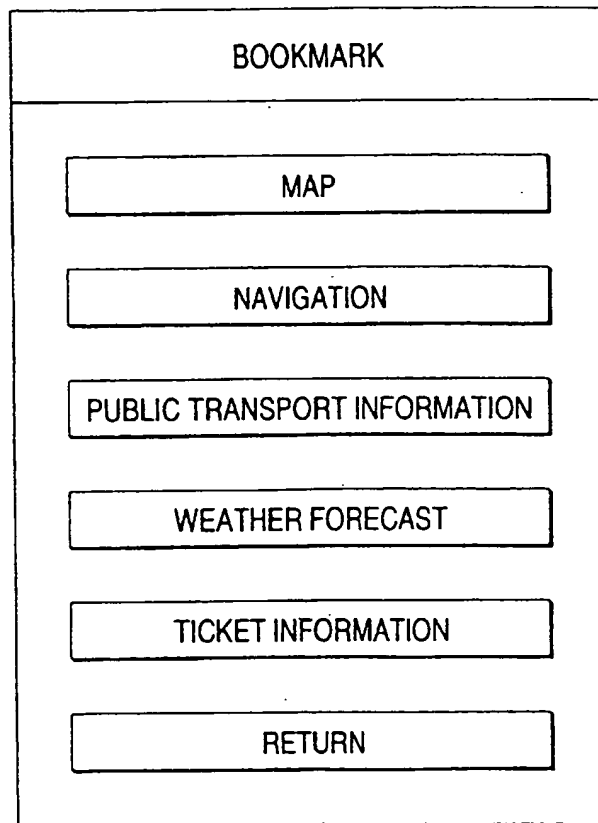 BOOKMARK
MAP
NAVIGATION
PUBLIC TRANSPORT INFORMATION
WEATHER FORECAST
TICKET INFORMATION
RETURN